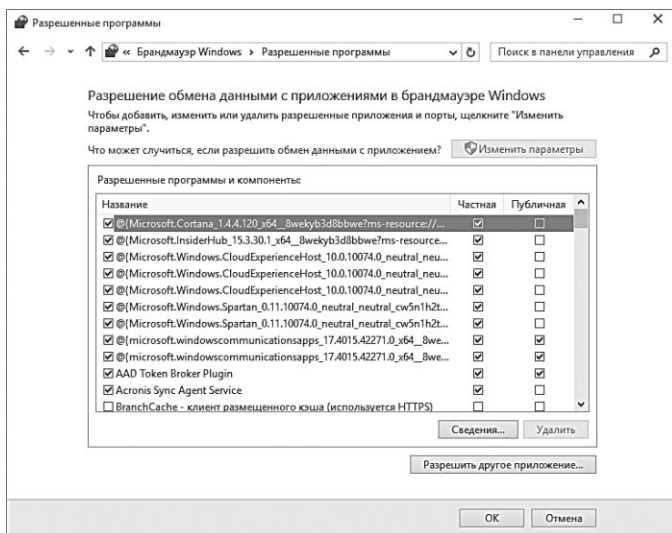 Разрешенные программы
« Брандмауэр Windows > Разрешенные программы
Поиск в панели управления
Разрешение обмена данными с приложениями в брандмауэре Windows
Чтобы добавить, изменить или удалить разрешенные приложения и порты, щелкните "Изменить
параметры".
Что может случиться, если разрешить обмен данными с приложением? Изменить параметры
Разрешенные программы и компоненты:
Название Частная Публичная
@{Microsoft.Cortana_1.4.4.120_x64__8wekyb3d8bbwe?ms-resource://...
@{Microsoft.InsiderHub_15.3.30.1_x64__8wekyb3d8bbwe?ms-resource...
@{Microsoft.Windows.CloudExperienceHost_10.0.10074.0_neutral_neu...
@{Microsoft.Windows.CloudExperienceHost_10.0.10074.0_neutral_neu...
@{Microsoft.Windows.CloudExperienceHost_10.0.10074.0_neutral_neu...
@{Microsoft.Windows.Spartan_0.11.10074.0_neutral_neutral_cw5n1h2t...
@{Microsoft.Windows.Spartan_0.11.10074.0_neutral_neutral_cw5n1h2t...
@{microsoft.windowscommunicationsapps_17.4015.42271.0_x64__8we...
@{microsoft.windowscommunicationsapps_17.4015.42271.0_x64__8we...
AAD Token Broker Plugin
Acronis Sync Agent Service
BranchCache - клиент размещенного кэша (используется HTTPS)
Сведения... Удалить
Разрешить другое приложение...
OK Отмена